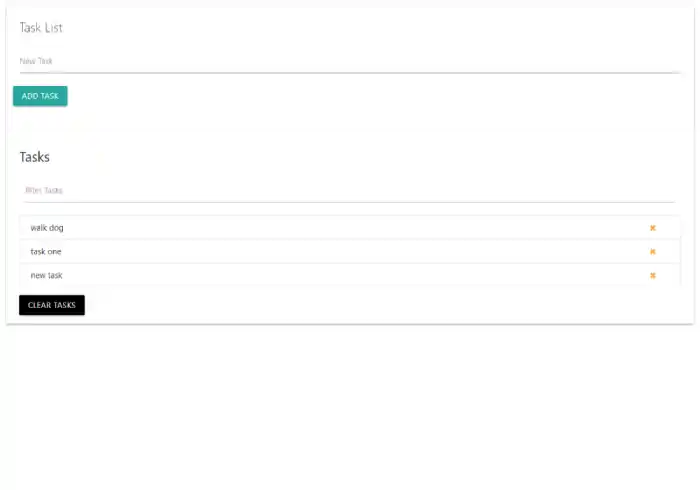 Task List
New Task
ADD TASK
Tasks
Filter Tasks
walk dog
task one
new task
CLEAR TASKS